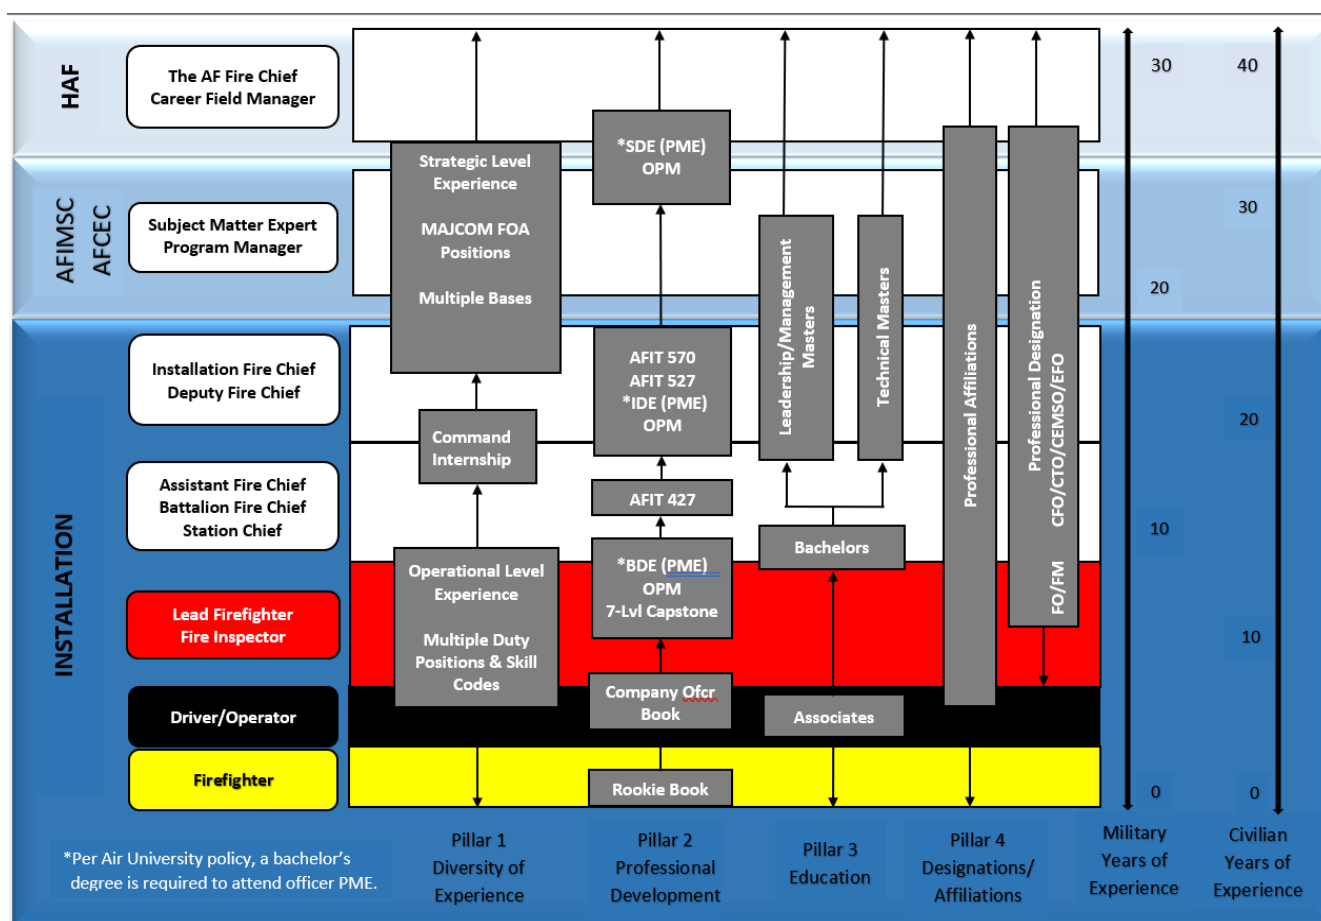 HAF
The AF Fire Chief
Career Field Manager
AFIMSC
AFCEC
Subject Matter Expert
Program Manager
INSTALLATION
Installation Fire Chief
Deputy Fire Chief
Assistant Fire Chief
Battalion Fire Chief
Station Chief
Lead Firefighter
Fire Inspector
Driver/Operator
Firefighter
Strategic Level
Experience
MAJCOM FOA
Positions
Multiple Bases
Command
Internship
Operational Level
Experience
Multiple Duty
Positions & Skill
Codes
*SDE (PME)
OPM
AFIT 570
AFIT 527
*IDE (PME)
OPM
AFIT 427
*BDE (PME)
OPM
7-Lvl Capstone
Company Ofcr
Book
Rookie Book
Leadership/Management
Masters
Technical Masters
Bachelors
Associates
Professional Affiliations
Professional Designation
FO/FM CFO/CTO/CEMSO/EFO
30
20
10
0
40
30
20
10
0
*Per Air University policy, a bachelor's
degree is required to attend officer PME.
Pillar 1
Diversity of
Experience
Pillar 2
Professional
Development
Pillar 3
Education
Pillar 4
Designations/
Affiliations
Military
Years of
Experience
Civilian
Years of
Experience